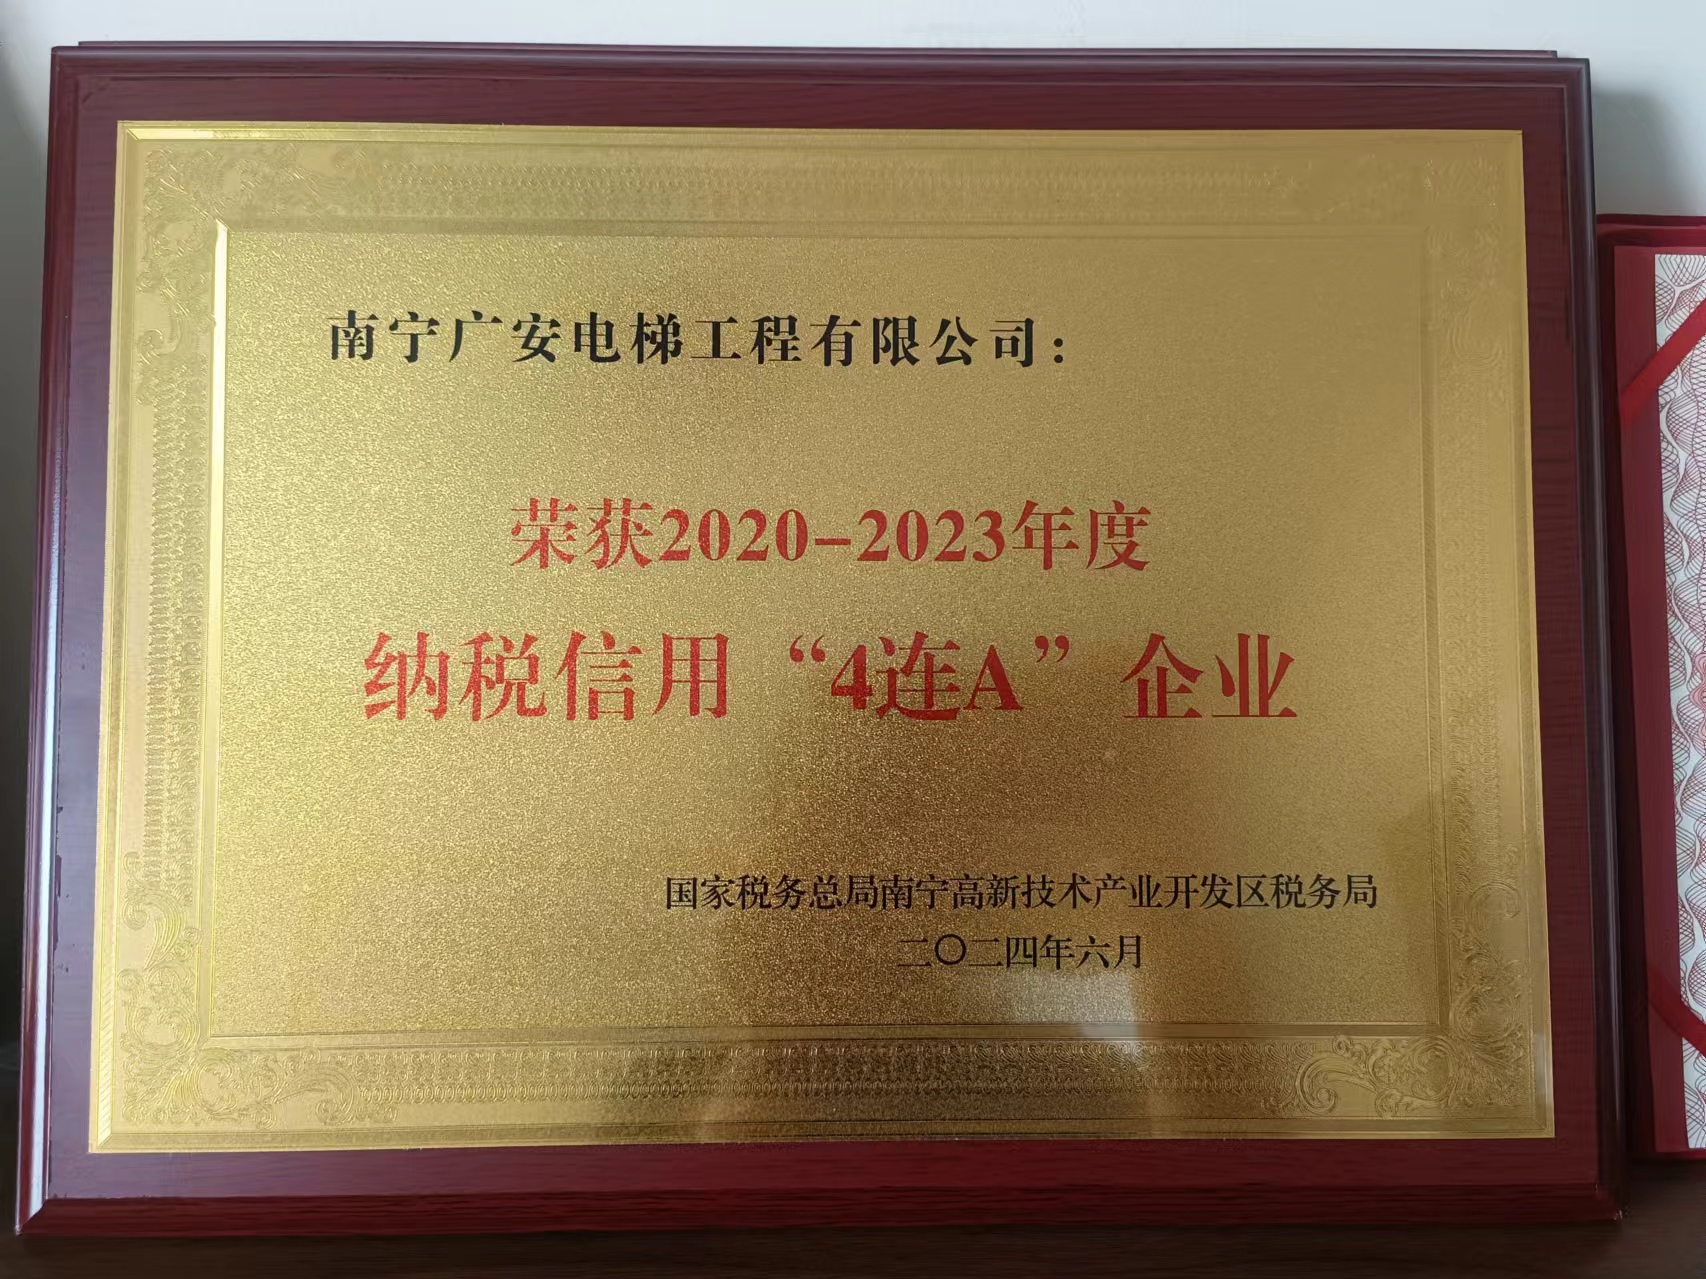 南宁广安电梯工程有限公司：
荣获2020-2023年度
纳税信用“4连A”企业
国家税务总局南宁高新技术产业开发区税务局
二〇二四年六月